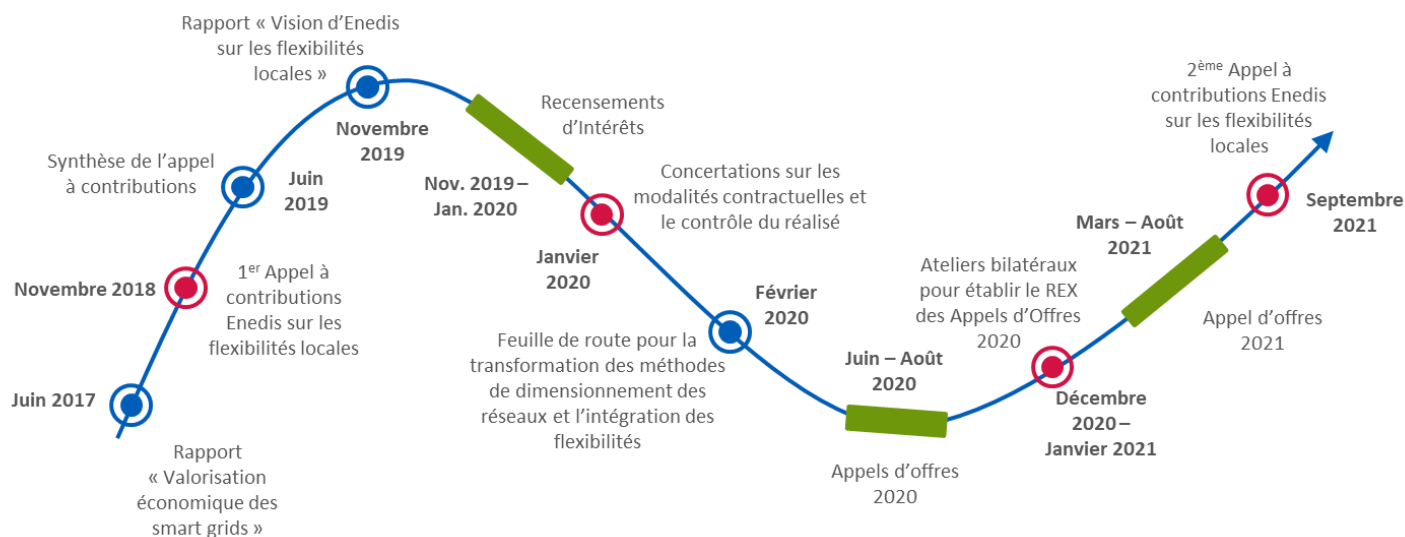 Juin 2017
Rapport
« Valorisation
économique des
smart grids »
Novembre 2018
1er Appel à
contributions
Enedis sur les
flexibilités locales
Synthèse de l’appel
à contributions
Juin
2019
Rapport « Vision d’Enedis
sur les flexibilités
locales »
Novembre
2019
Recensements
d’Intérêts
Nov. 2019 –
Jan. 2020
Concertations sur les
modalités contractuelles et
le contrôle du réalisé
Janvier
2020
Février
2020
Feuille de route pour la
transformation des méthodes
de dimensionnement des
réseaux et l’intégration des
flexibilités
Juin – Août
2020
Appels d’offres
2020
Ateliers bilatéraux
pour établir le REX
des Appels d’Offres
2020
Décembre
2020 –
Janvier 2021
Mars – Août
2021
Appel d’offres
2021
2ème Appel à
contributions Enedis
sur les flexibilités
locales
Septembre
2021